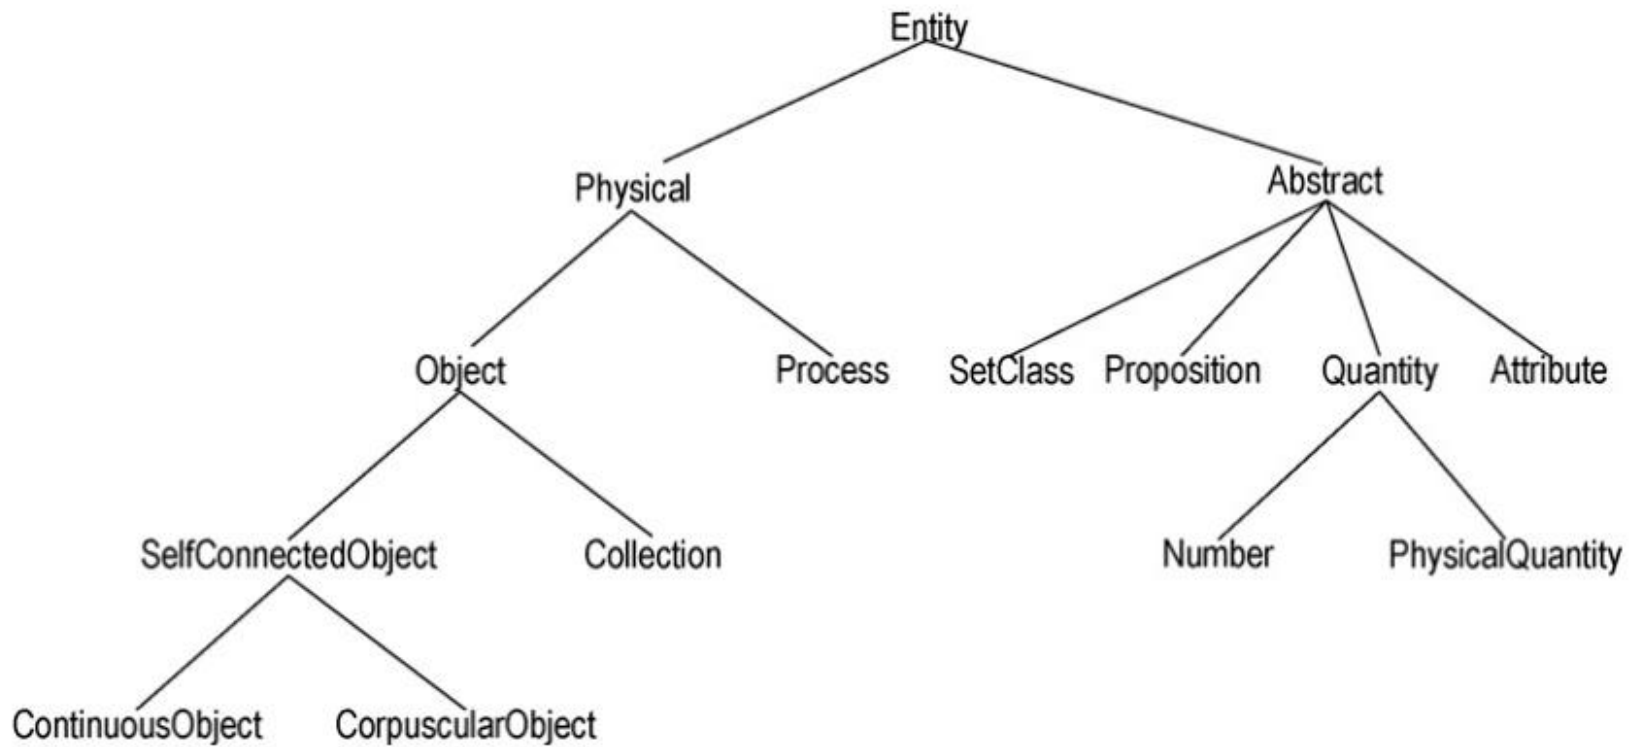 Entity
Physical
Abstract
Object
Process
SetClass
Proposition
Quantity
Attribute
SelfConnectedObject
Collection
Number
PhysicalQuantity
ContinuousObject
CorpuscularObject